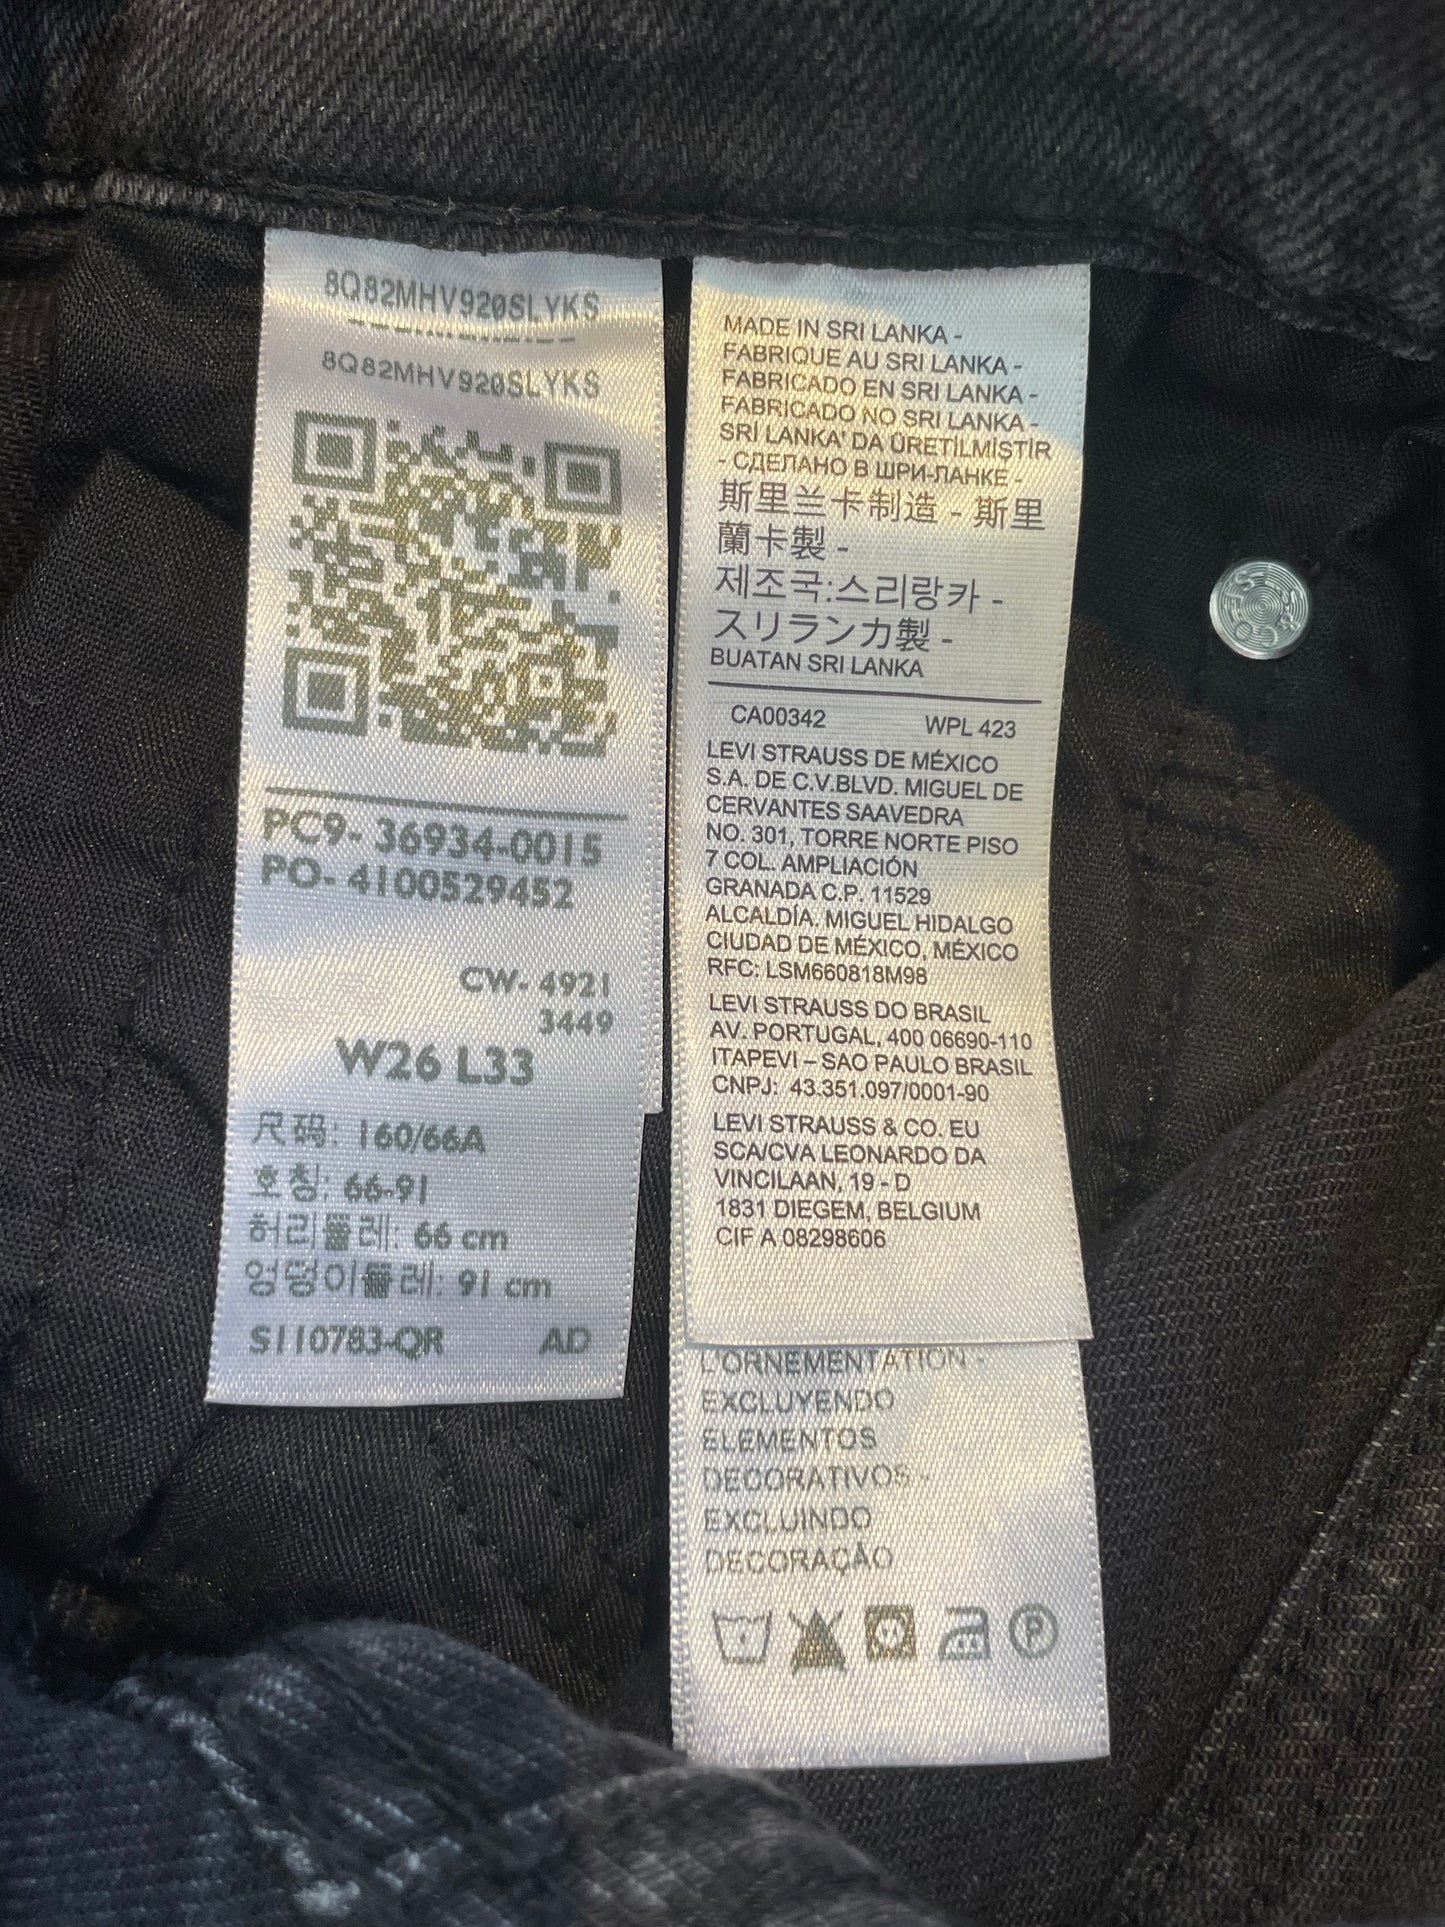 8Q82MHV920SLYKS
8Q82MHV920SLYKS
PC9- 36934-0015
PO- 4100529452
CW- 4921
3449
W26 L33
尺码: 160/66A
호칭: 66-91
허리둘레: 66 cm
엉덩이둘레: 91 cm
S110783-QR AD
MADE IN SRI LANKA -
FABRIQUE AU SRI LANKA -
FABRICADO EN SRI LANKA -
FABRICADO NO SRI LANKA -
SRİ LANKA' DA ÜRETİLMİŞTİR
- СДЕЛАНО В ШРИ-ЛАНКЕ -
斯里兰卡制造 - 斯里
蘭卡製 -
제조국:스리랑카 -
スリランカ製 -
BUATAN SRI LANKA
CA00342 WPL 423
LEVI STRAUSS DE MÉXICO
S.A. DE C.V.BLVD. MIGUEL DE
CERVANTES SAAVEDRA
NO. 301, TORRE NORTE PISO
7 COL. AMPLIACIÓN
GRANADA C.P. 11529
ALCALDÍA. MIGUEL HIDALGO
CIUDAD DE MÉXICO, MÉXICO
RFC: LSM660818M98
LEVI STRAUSS DO BRASIL
AV. PORTUGAL, 400 06690-110
ITAPEVI – SAO PAULO BRASIL
CNPJ: 43.351.097/0001-90
LEVI STRAUSS & CO. EU
SCA/CVA LEONARDO DA
VINCILAAN, 19 - D
1831 DIEGEM, BELGIUM
CIF A 08298606
L'ORNEMENTATION -
EXCLUYENDO
ELEMENTOS
DECORATIVOS -
EXCLUINDO
DECORAÇÃO
P